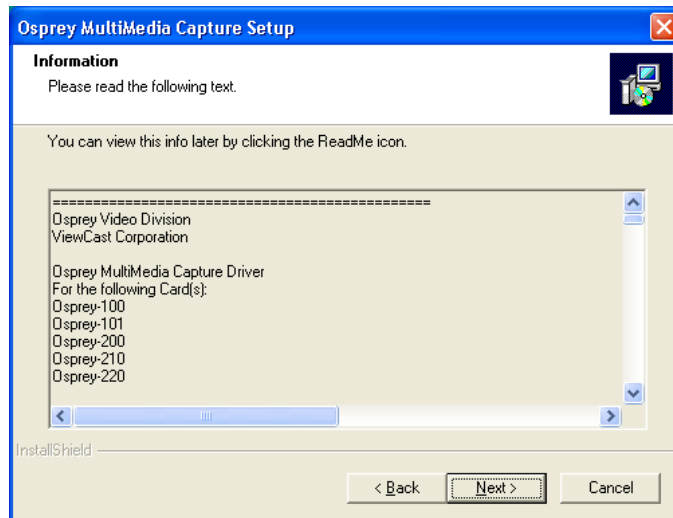 Osprey MultiMedia Capture Setup
Information
Please read the following text.
You can view this info later by clicking the ReadMe icon.
===============================================
Osprey Video Division
ViewCast Corporation
Osprey MultiMedia Capture Driver
For the following Card(s):
Osprey-100
Osprey-101
Osprey-200
Osprey-210
Osprey-220
InstallShield
< Back
Next >
Cancel